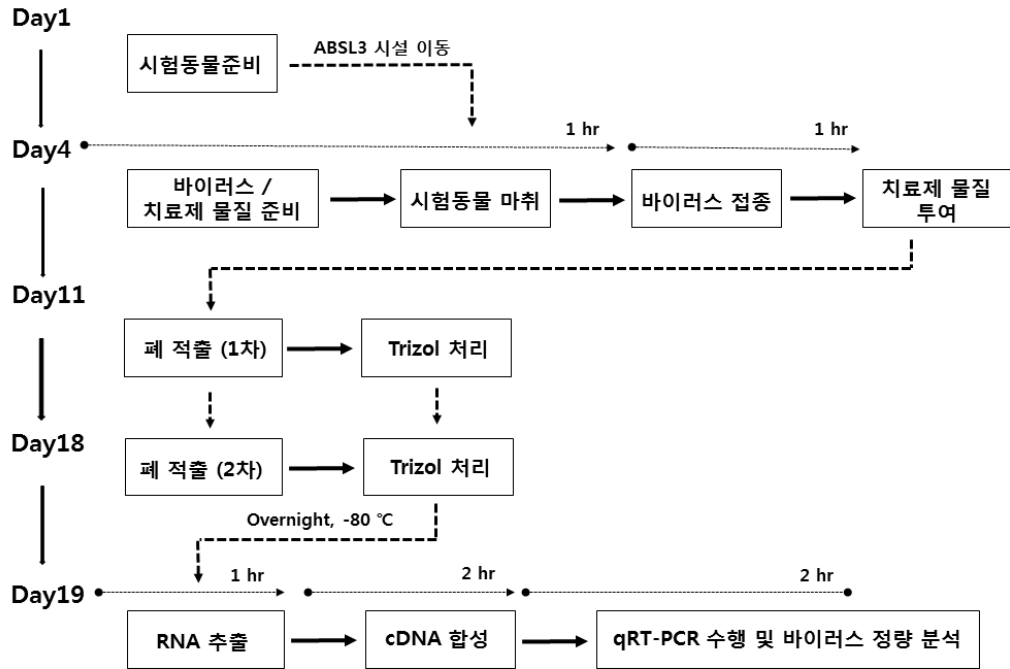 Day1
ABSL3 시설 이동
시험동물준비
1 hr
1 hr
Day4
바이러스 /
치료제 물질 준비
시험동물 마취
바이러스 접종
치료제 물질
투여
Day11
폐 적출 (1차)
Trizol 처리
Day18
폐 적출 (2차)
Trizol 처리
Overnight, -80 ℃
1 hr
2 hr
2 hr
Day19
RNA 추출
cDNA 합성
qRT-PCR 수행 및 바이러스 정량 분석